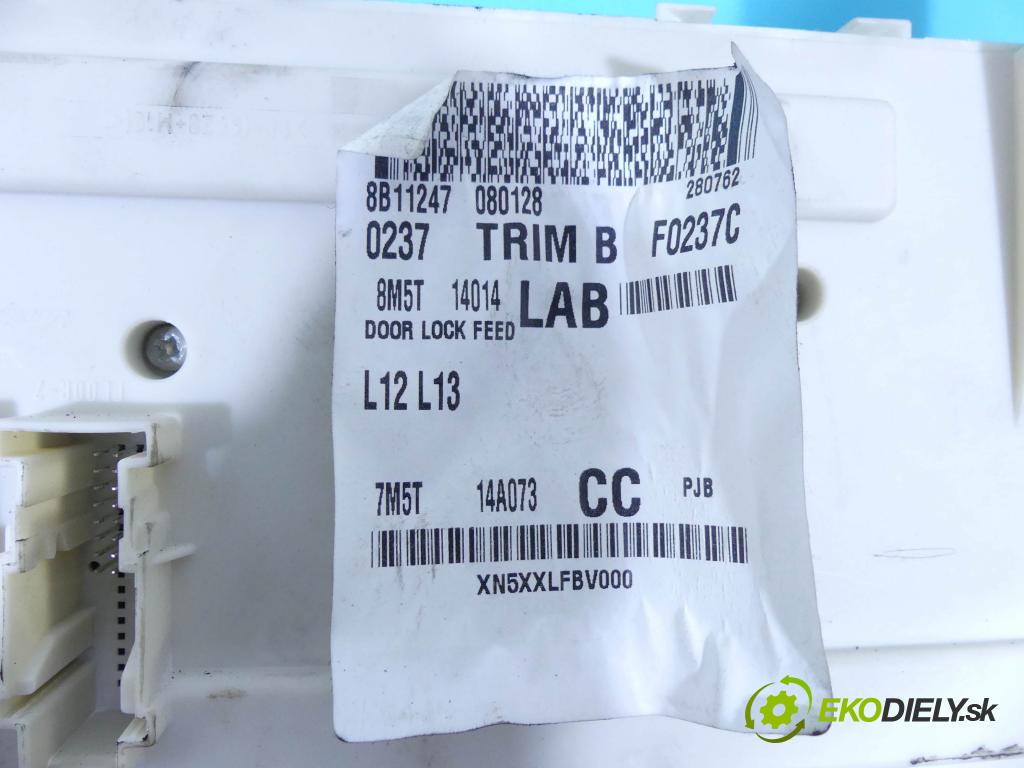 8B11247 080128 280762
0237 TRIM B F0237C
8M5T 14014 LAB
DOOR LOCK FEED
L12 L13
7M5T 14A073 CC PJB
XN5XXLFBV000
EKODIELY.sk